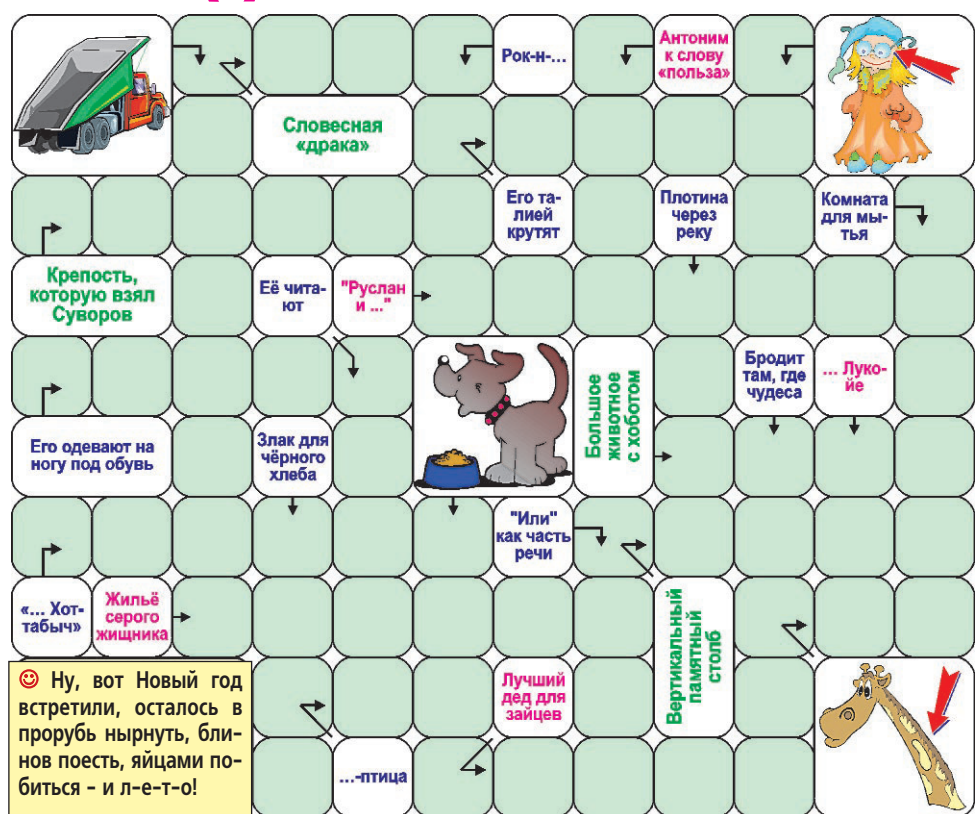 Рок-н-...
Антоним
к слову
«польза»
Словесная
«драка»
Его та-
лией
крутят
Плотина
через
реку
Комната
для мы-
тья
Крепость,
которую взял
Суворов
Её чита-
ют
"Руслан
и ..."
Большое
животное
с хоботом
Бродит
там, где
чудеса
... Луко-
йе
Его одевают на
ногу под обувь
Злак для
чёрного
хлеба
"Или"
как часть
речи
«... Хот-
табыч»
Жильё
серого
жищника
Вертикальный
памятный
столб
Ну, вот Новый год
встретили, осталось в
прорубь нырнуть, бли-
нов поесть, яйцами по-
биться – и л-е-т-о!
Лучший
дед для
зайцев
...-птица